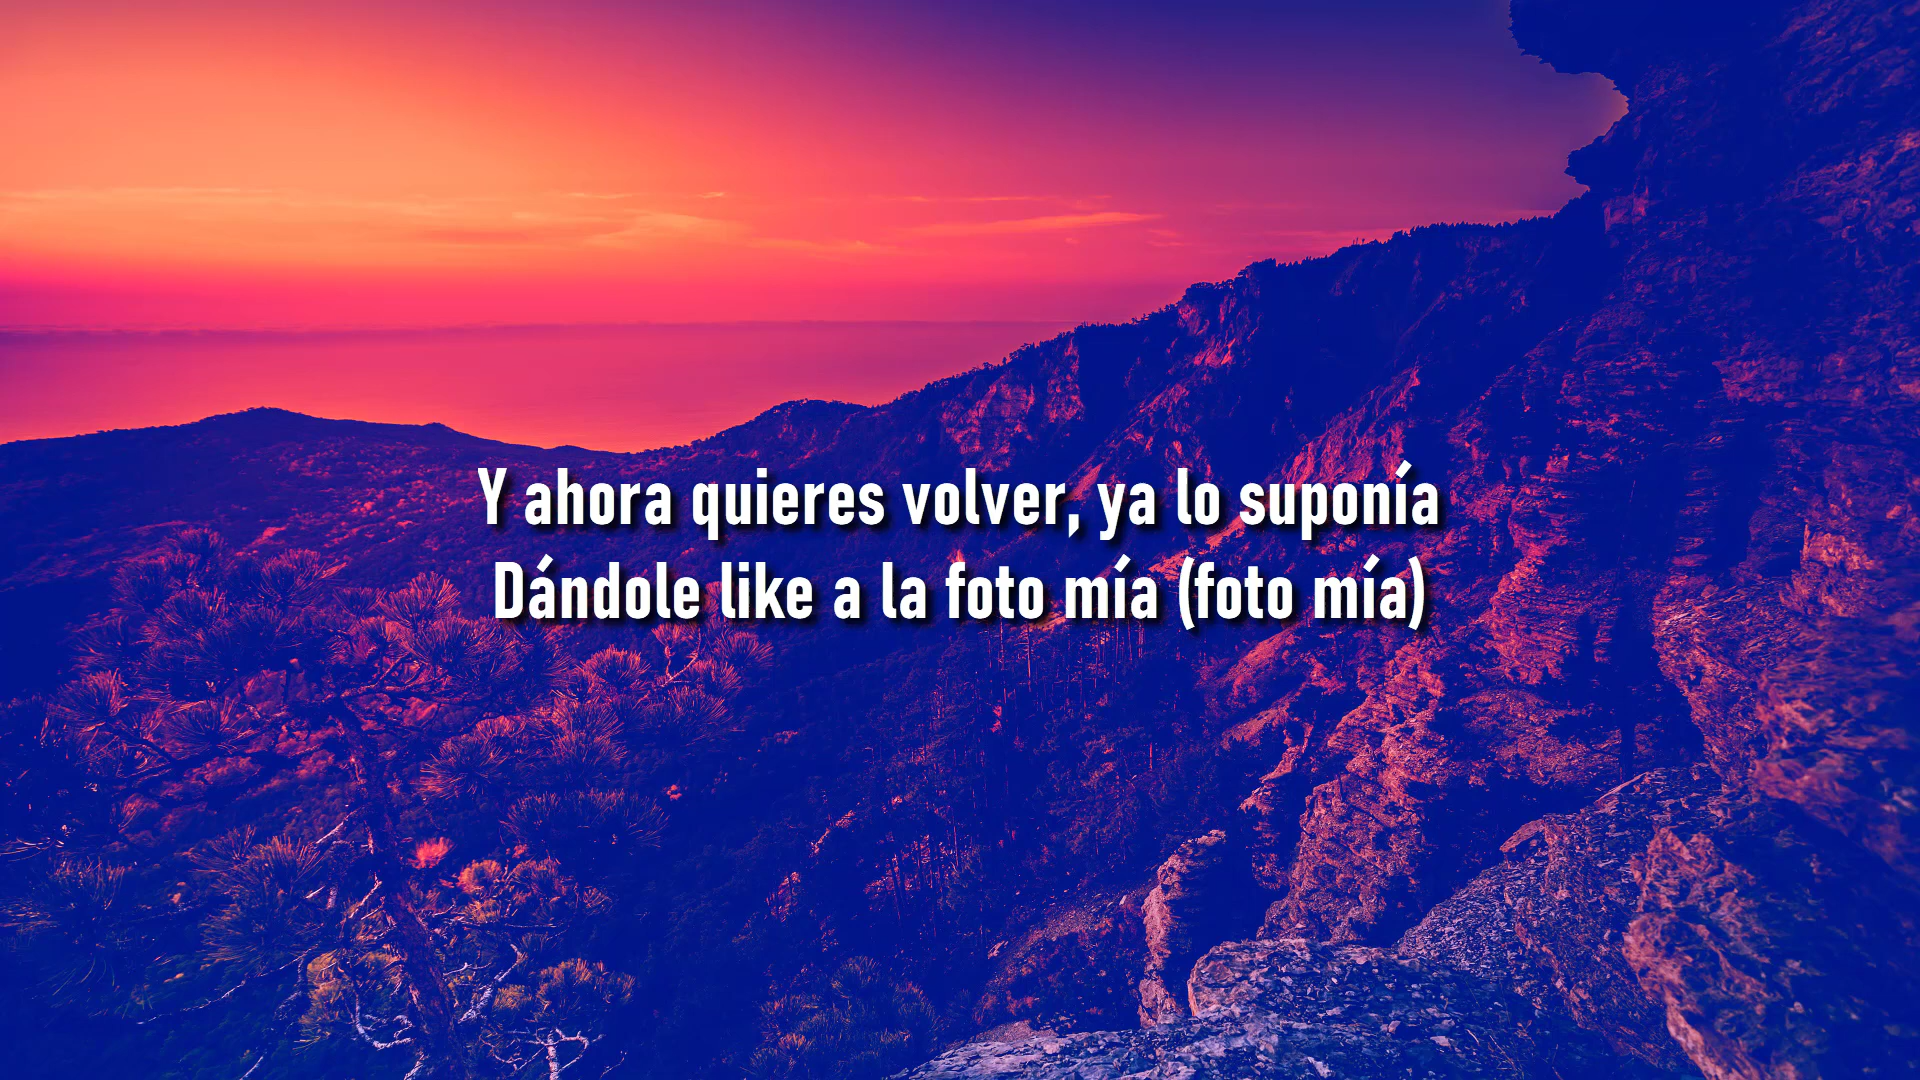 Y ahora quieres volver, ya lo suponía
Dándole like a la foto mía (foto mía)